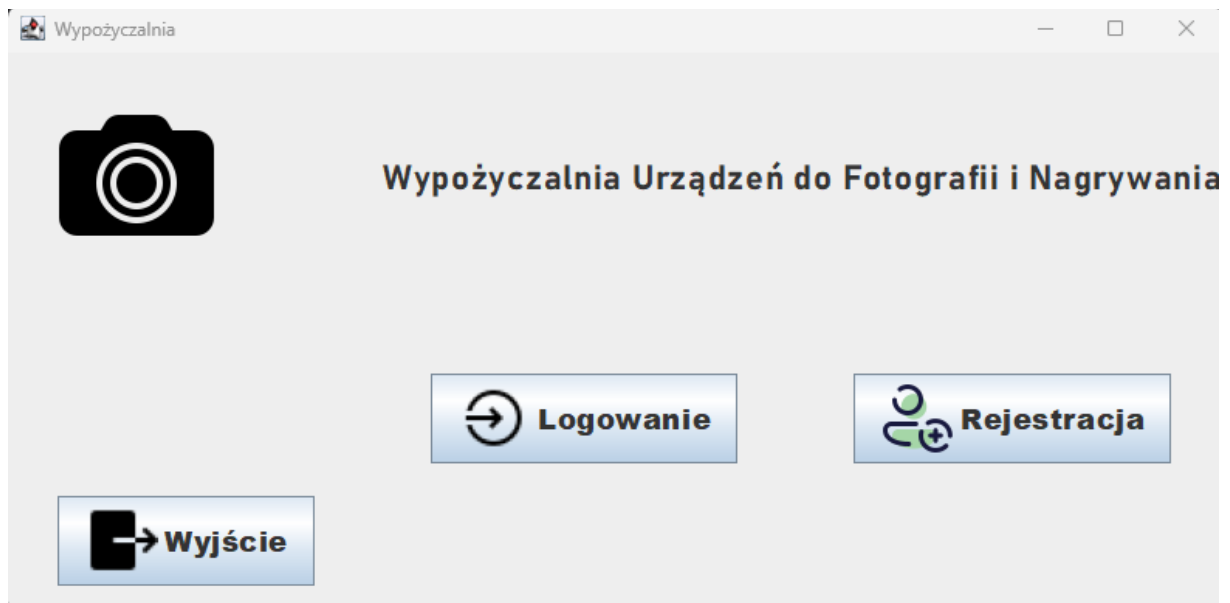 Wypożyczalnia
Wypożyczalnia Urządzeń do Fotografii i Nagrywania
Logowanie
Rejestracja
Wyjście